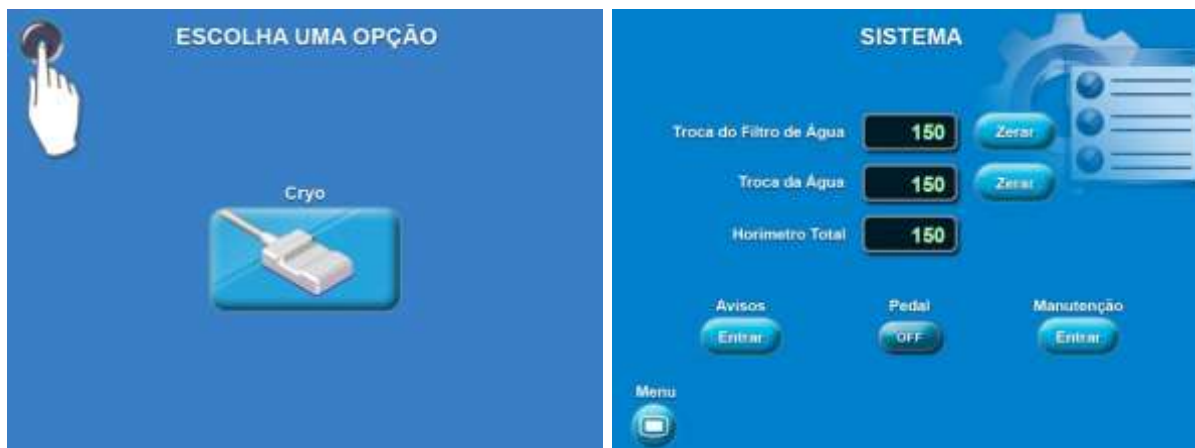 ESCOLHA UMA OPÇÃO
Cryo
SISTEMA
Troca do Filtro de Água 150 Zerar
Troca da Água 150 Zerar
Horimetro Total 150
Avisos Pedal Manutenção
Entrar OFF Entrar
Menu